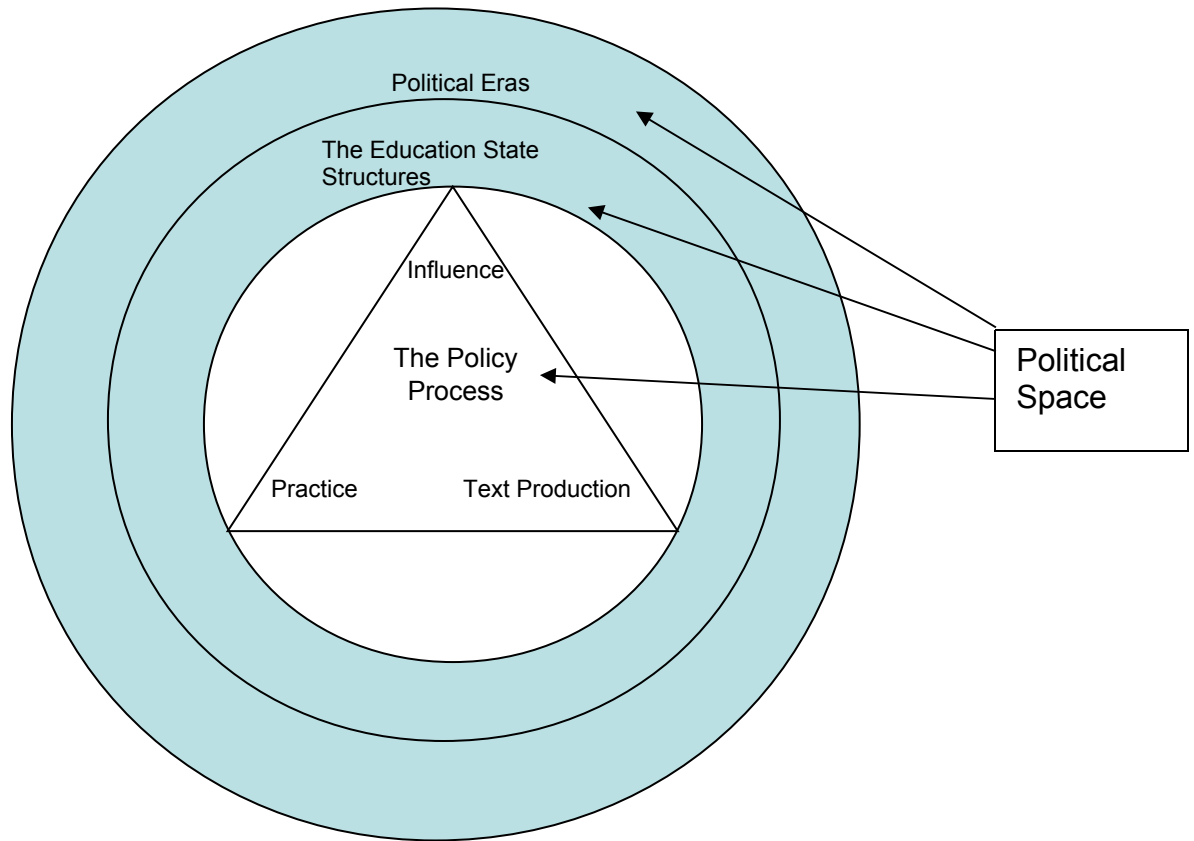 Political Eras
The Education State
Structures
Influence
The Policy
Process
Practice
Text Production
Political
Space